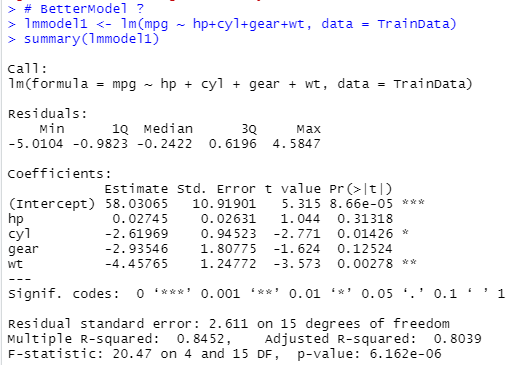 > # BetterModel ?
> lmmodel1 <- lm(mpg ~ hp+cyl+gear+wt, data = TrainData)
> summary(lmmodel1)
Call:
lm(formula = mpg ~ hp + cyl + gear + wt, data = TrainData)
Residuals:
    Min      1Q  Median      3Q     Max
-5.0104 -0.9823 -0.2422  0.6196  4.5847
Coefficients:
            Estimate Std. Error t value Pr(>|t|)
(Intercept) 58.03065   10.91901   5.315 8.66e-05 ***
hp           0.02745    0.02631   1.044  0.31318
cyl         -2.61969    0.94523  -2.771  0.01426 *
gear        -2.93546    1.80775  -1.624  0.12524
wt          -4.45765    1.24772  -3.573  0.00278 **
---
Signif. codes:  0 ‘***’ 0.001 ‘**’ 0.01 ‘*’ 0.05 ‘.’ 0.1 ‘ ’ 1
Residual standard error: 2.611 on 15 degrees of freedom
Multiple R-squared:  0.8452,    Adjusted R-squared:  0.8039
F-statistic: 20.47 on 4 and 15 DF,  p-value: 6.162e-06